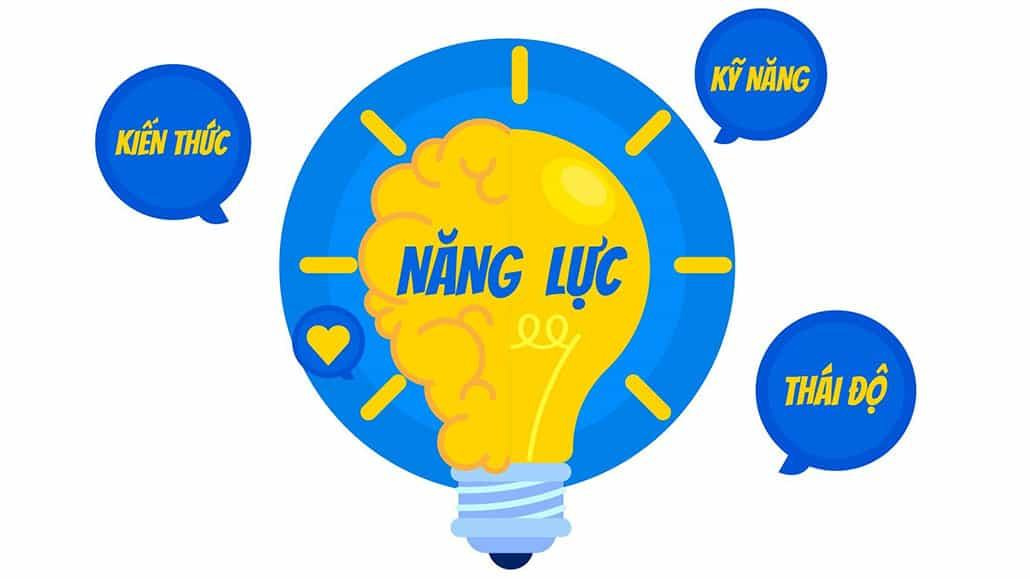 KỸ NĂNG
KIẾN THỨC
NĂNG LỰC
THÁI ĐỘ